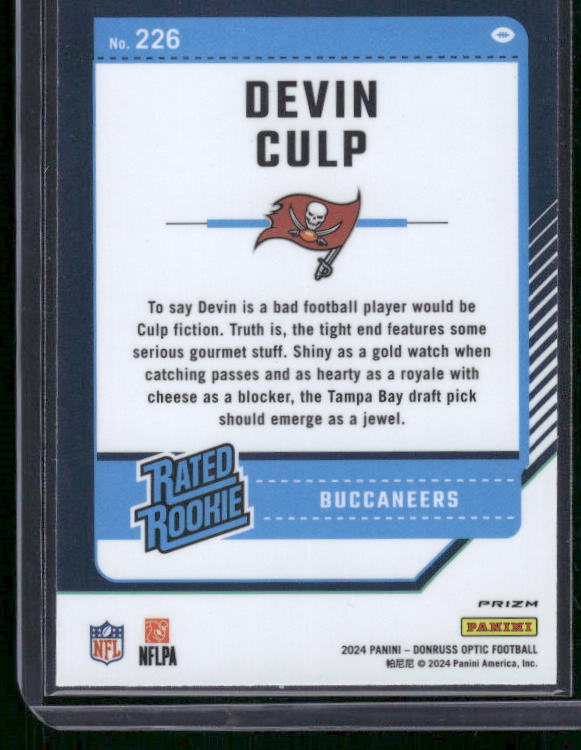 No. 226
DEVIN
CULP
To say Devin is a bad football player would be
Culp fiction. Truth is, the tight end features some
serious gourmet stuff. Shiny as a gold watch when
catching passes and as hearty as a royale with
cheese as a blocker, the Tampa Bay draft pick
should emerge as a jewel.
RATED
ROOKIE
BUCCANEERS
PRIZM
PANINI
NFL
NFLPA
2024 PANINI – DONRUSS OPTIC FOOTBALL
帕尼尼 © 2024 Panini America, Inc.